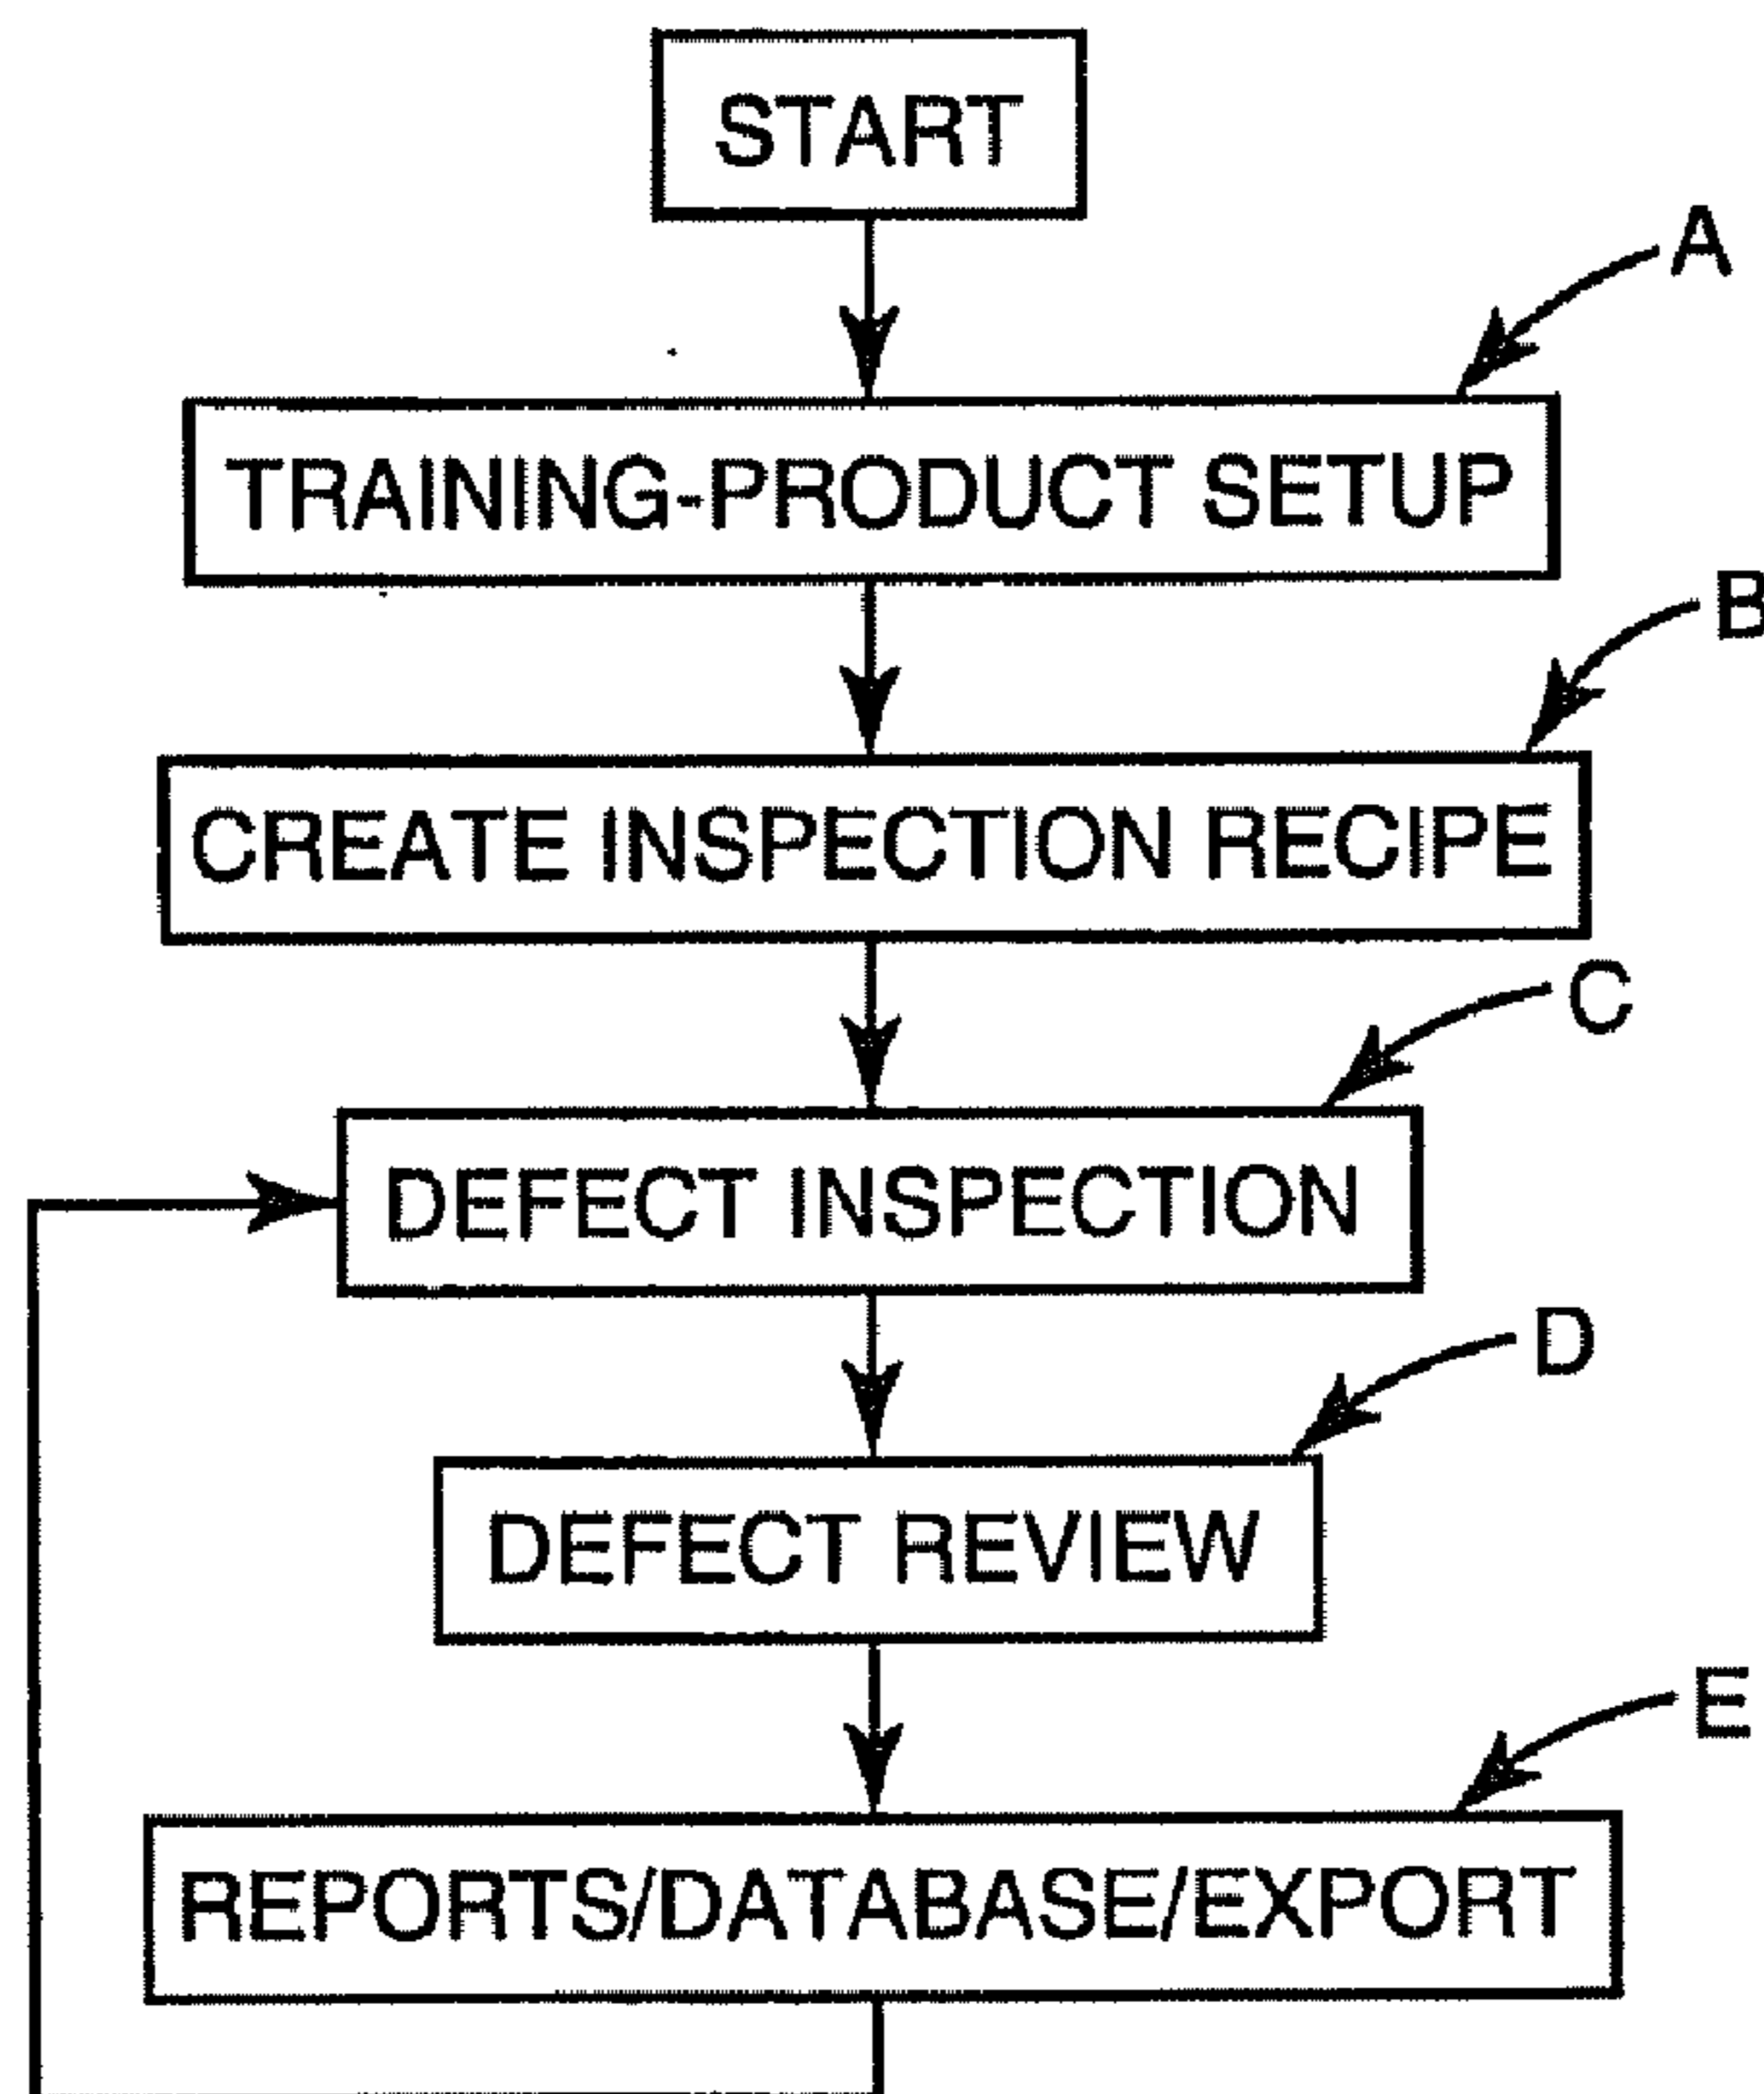 START
A
TRAINING-PRODUCT SETUP
B
CREATE INSPECTION RECIPE
C
DEFECT INSPECTION
D
DEFECT REVIEW
E
REPORTS/DATABASE/EXPORT